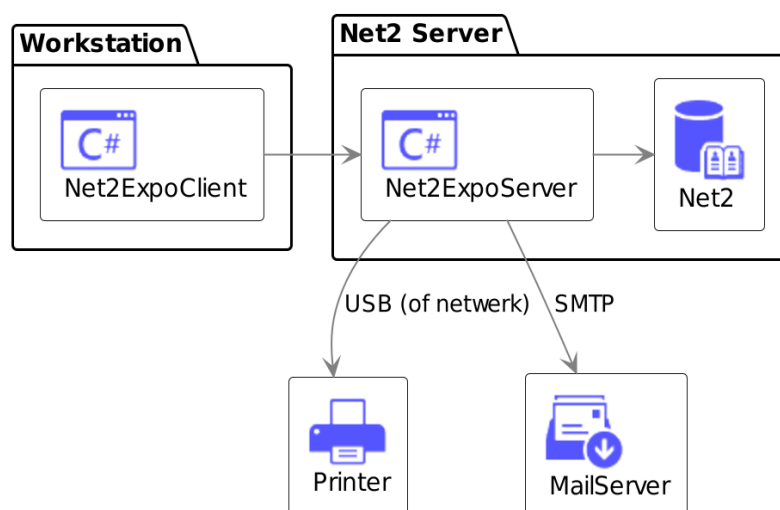 Workstation
Net2 Server
C#
Net2ExpoClient
C#
Net2ExpoServer
Net2
USB (of netwerk)
SMTP
Printer
MailServer